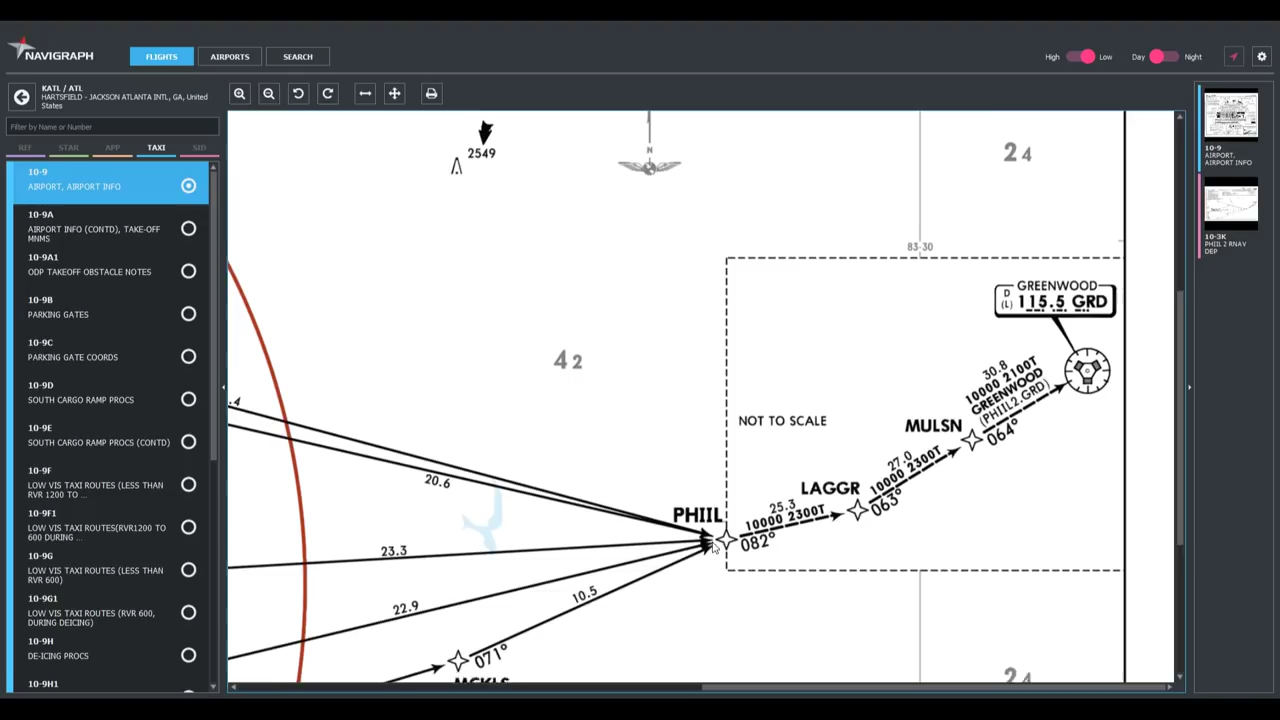 NAVIGRAPH
FLIGHTS
AIRPORTS
SEARCH
High
Low
Day
Night
KATL / ATL
HARTSFIELD - JACKSON ATLANTA INTL, GA, United
States
Filter by Name or Number
REF
STAR
APP
TAXI
SID
10-9
AIRPORT, AIRPORT INFO
10-9A
AIRPORT INFO (CONTD), TAKE-OFF
MNMS
10-9A1
ODP TAKEOFF OBSTACLE NOTES
10-9B
PARKING GATES
10-9C
PARKING GATE COORDS
10-9D
SOUTH CARGO RAMP PROCS
10-9E
SOUTH CARGO RAMP PROCS (CONTD)
10-9F
LOW VIS TAXI ROUTES (LESS THAN
RVR 1200 TO ...
10-9F1
LOW VIS TAXI ROUTES(RVR1200 TO
600 DURING ...
10-9G
LOW VIS TAXI ROUTES (LESS THAN
RVR 600)
10-9G1
LOW VIS TAXI ROUTES (RVR 600,
DURING DEICING)
10-9H
DE-ICING PROCS
10-9H1
2549
N
24
83-30
42
GREENWOOD
D
(L) 115.5 GRD
30.8
10000 2100T
GREENWOOD
(PHIIL2.GRD)
NOT TO SCALE
MULSN
064°
27.0
10000 2300T
LAGGR
063°
25.3
10000 2300T
PHIIL
082°
.4
20.6
23.3
22.9
10.5
071°
MCKLS
24
10-9
AIRPORT,
AIRPORT INFO
10-3K
PHIIL 2 RNAV
DEP